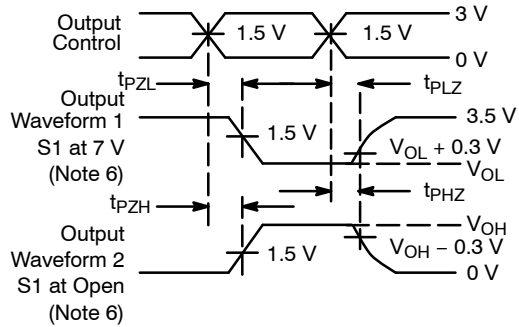 Output
Control
1.5 V
1.5 V
3 V
0 V
tPZL
tPLZ
Output
Waveform 1
S1 at 7 V
(Note 6)
1.5 V
3.5 V
VOL + 0.3 V
VOL
tPZH
tPHZ
Output
Waveform 2
S1 at Open
(Note 6)
1.5 V
VOH
VOH − 0.3 V
0 V